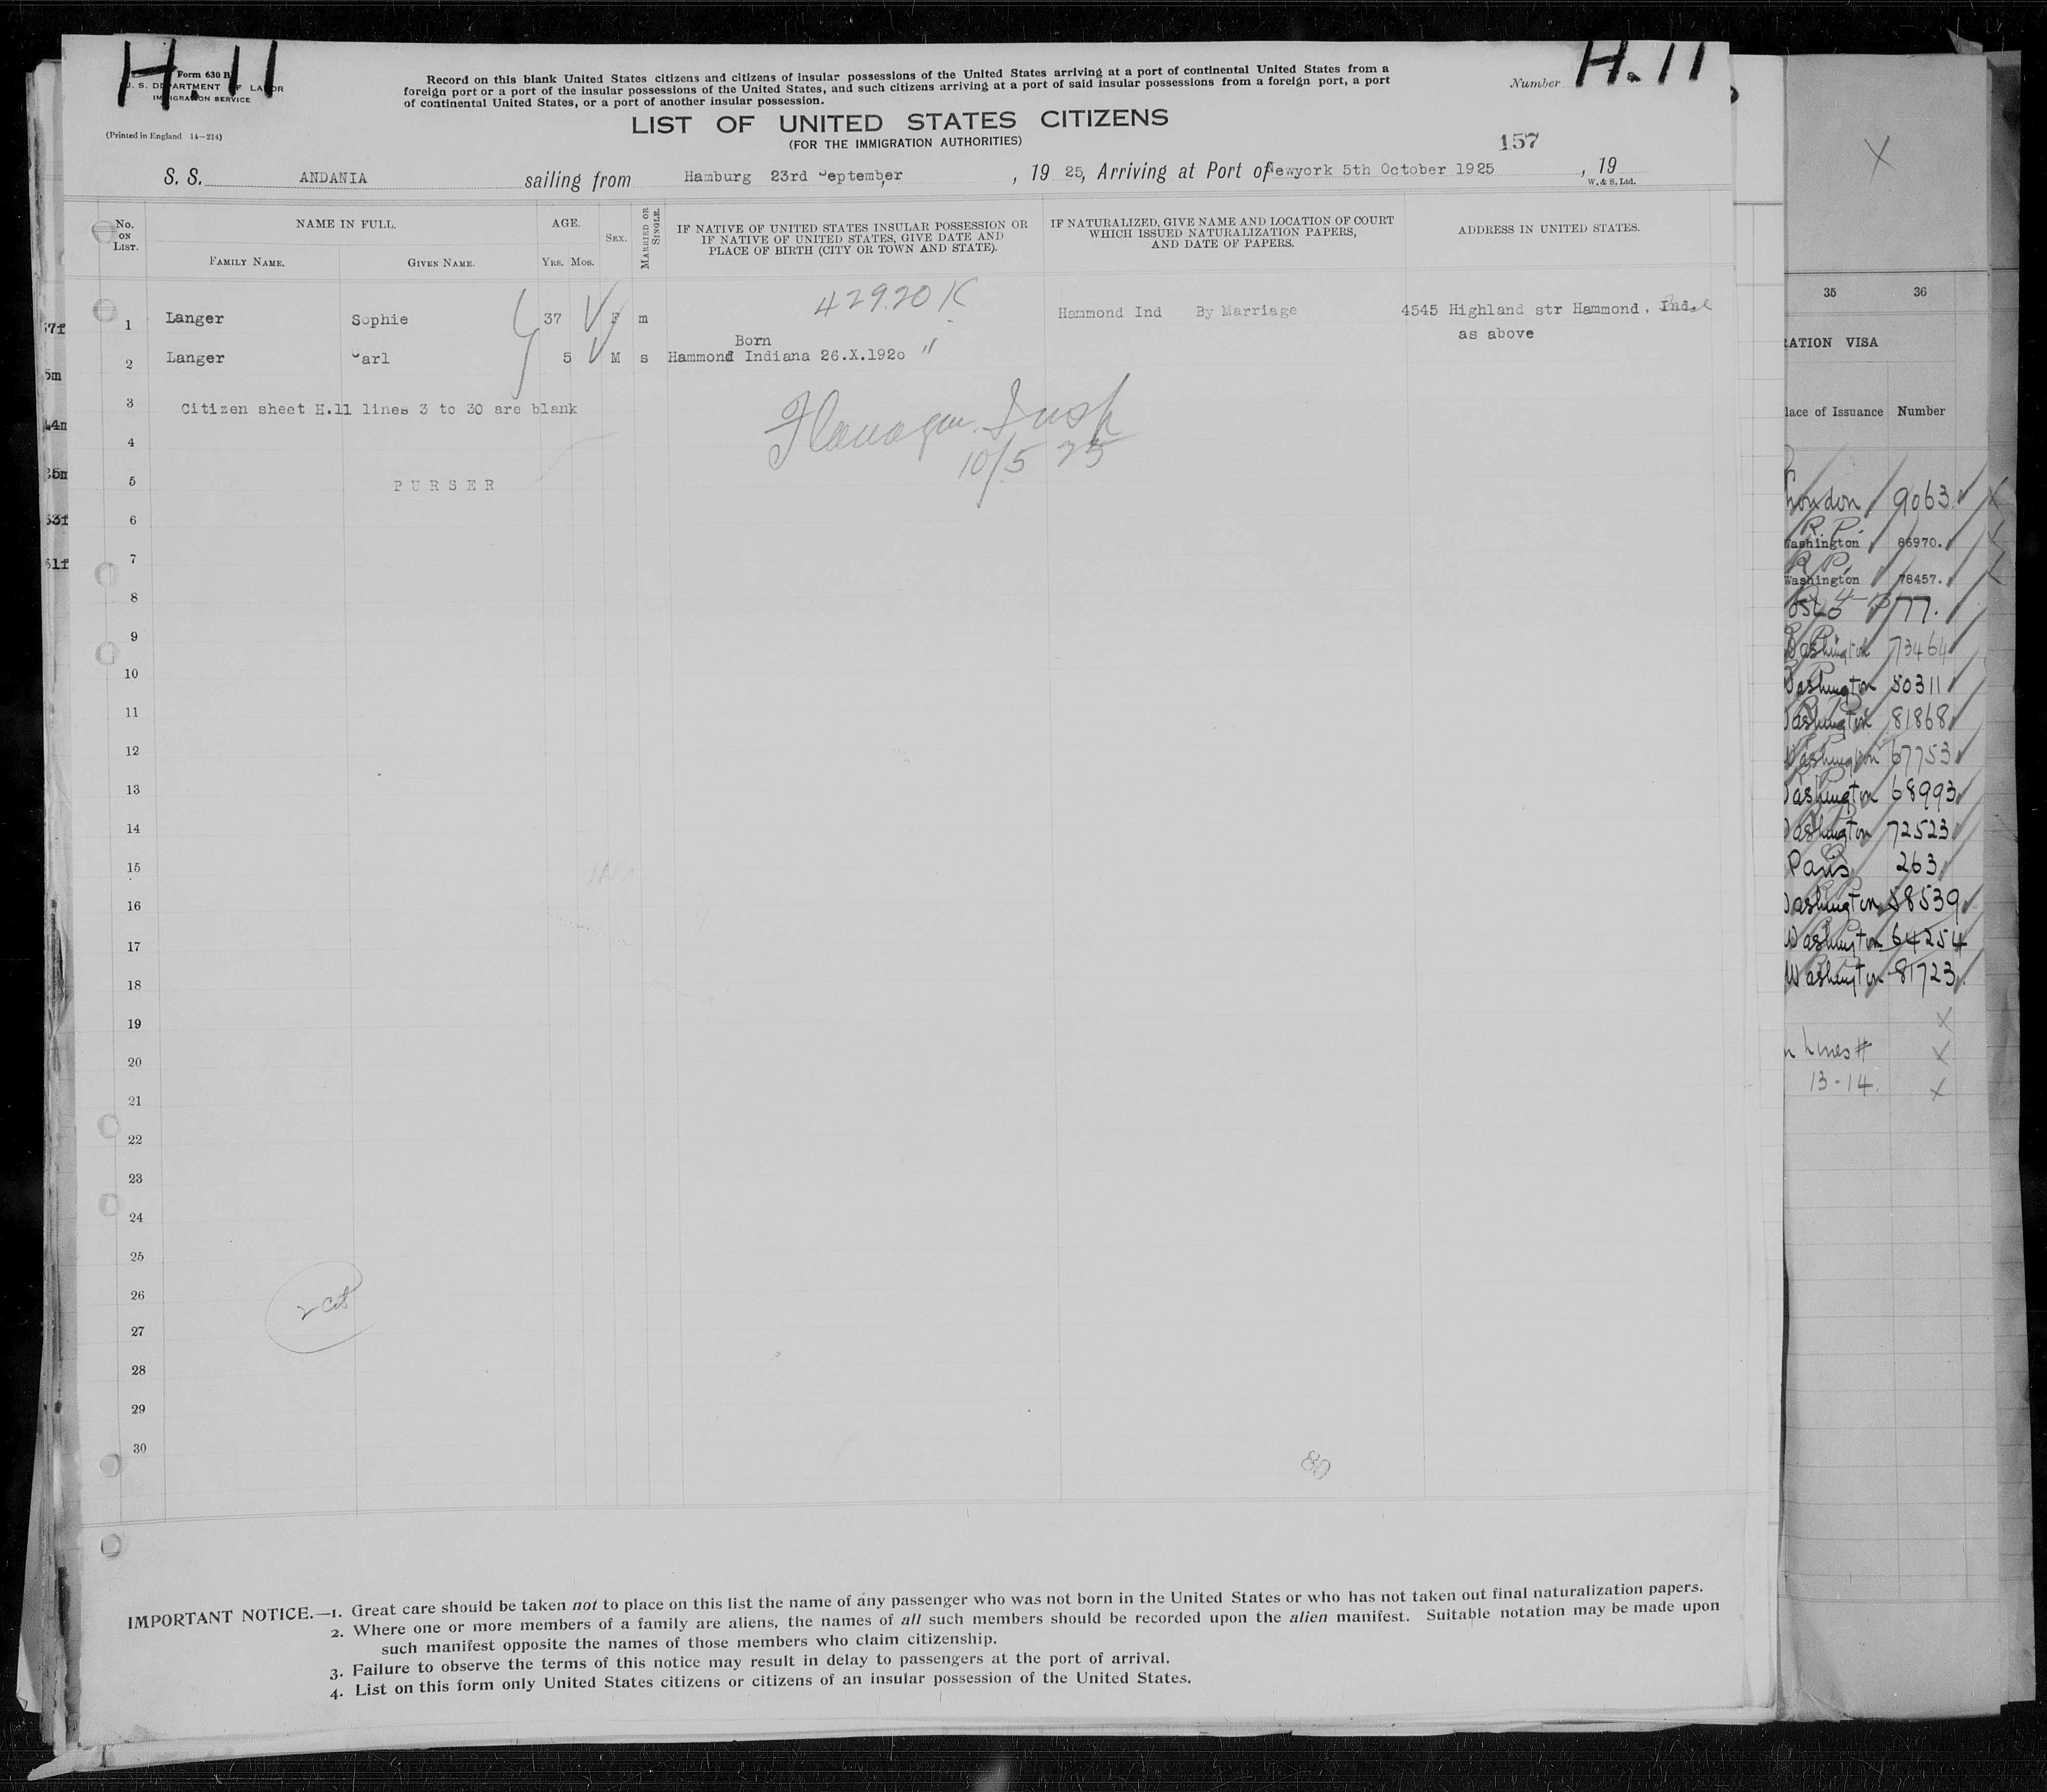 H.11
Form 630 B
U. S. DEPARTMENT OF LABOR
IMMIGRATION SERVICE
(Printed in England 14—214)
Record on this blank United States citizens and citizens of insular possessions of the United States arriving at a port of continental United States from a
foreign port or a port of the insular possessions of the United States, and such citizens arriving at a port of said insular possessions from a foreign port, a port
of continental United States, or a port of another insular possession.
Number H.11
LIST OF UNITED STATES CITIZENS
(FOR THE IMMIGRATION AUTHORITIES)
157
S. S. ANDANIA sailing from Hamburg 23rd September, 19 25, Arriving at Port of Newyork 5th October 1925, 19
W. & S. Ltd.
No. ON LIST.
NAME IN FULL.
FAMILY NAME.
GIVEN NAME.
AGE.
YRS. MOS.
SEX.
MARRIED OR SINGLE.
IF NATIVE OF UNITED STATES INSULAR POSSESSION OR
IF NATIVE OF UNITED STATES, GIVE DATE AND
PLACE OF BIRTH (CITY OR TOWN AND STATE).
IF NATURALIZED, GIVE NAME AND LOCATION OF COURT
WHICH ISSUED NATURALIZATION PAPERS,
AND DATE OF PAPERS.
ADDRESS IN UNITED STATES.
42920 K
1 Langer Sophie 37 F m Hammond Ind By Marriage 4545 Highland str Hammond. Ind.
Born
as above
2 Langer Carl 5 M s Hammond Indiana 26.X.1920 "
3 Citizen sheet H.11 lines 3 to 30 are blank
Flanagan Insp
10/5 25
4
5 PURSER
6
7
8
9
10
11
12
13
14
15
16
17
18
19
20
21
22
23
24
25
26
2 Cit
27
28
29
30
80
IMPORTANT NOTICE.—1. Great care should be taken not to place on this list the name of any passenger who was not born in the United States or who has not taken out final naturalization papers.
2. Where one or more members of a family are aliens, the names of all such members should be recorded upon the alien manifest. Suitable notation may be made upon
such manifest opposite the names of those members who claim citizenship.
3. Failure to observe the terms of this notice may result in delay to passengers at the port of arrival.
4. List on this form only United States citizens or citizens of an insular possession of the United States.
35 36
RATION VISA
lace of Issuance Number
London 9063
R.P.
Washington 86970.
R.P.
Washington 78457.
77.
Washington 73464
Washington 50311
Washington 81868
Washington 67753
Washington 68993
Washington 72523
Paris 263
Washington 58539
Washington 64254
Washington 81723
n Lines #
13-14.